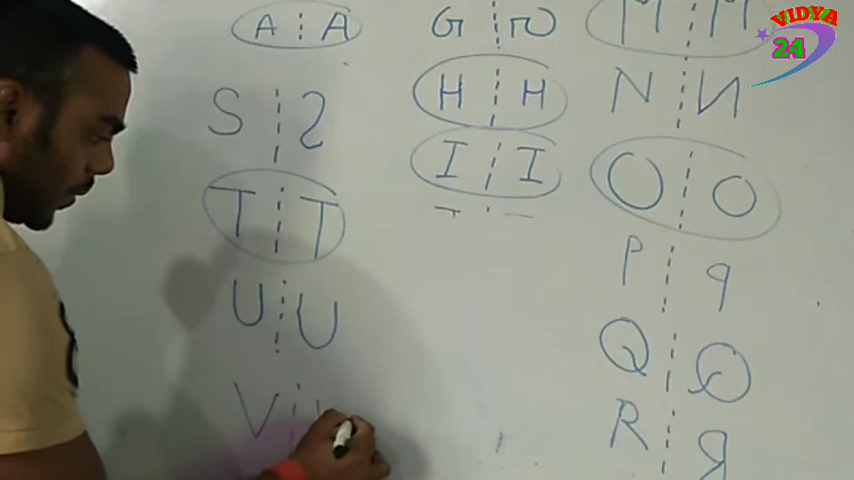 A ¦ A
S ¦ Ƨ
T ¦ T
U ¦ U
V ¦
G ¦
H ¦ H
I ¦ I
M ¦ M
N ¦ И
O ¦ O
P ¦ q
Q ¦
R ¦ Я
VIDYA
24